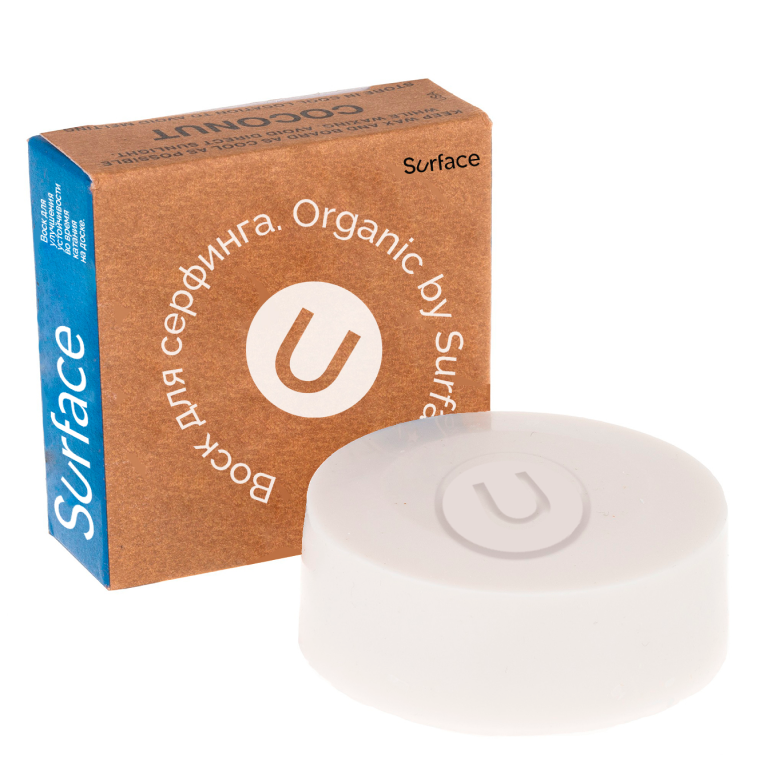 STORE IN COOL LOCATION TO AVOID MELTING
COCONUT
WHILE WAXING. AVOID DIRECT SUNLIGHT.
KEEP WAX AND BOARD AS COOL AS POSSIBLE
Surface
Воск для серфинга. Organic by Surfa
U
Воск для
улучшения
устойчивости
во время
катания
на доске.
Surface
U